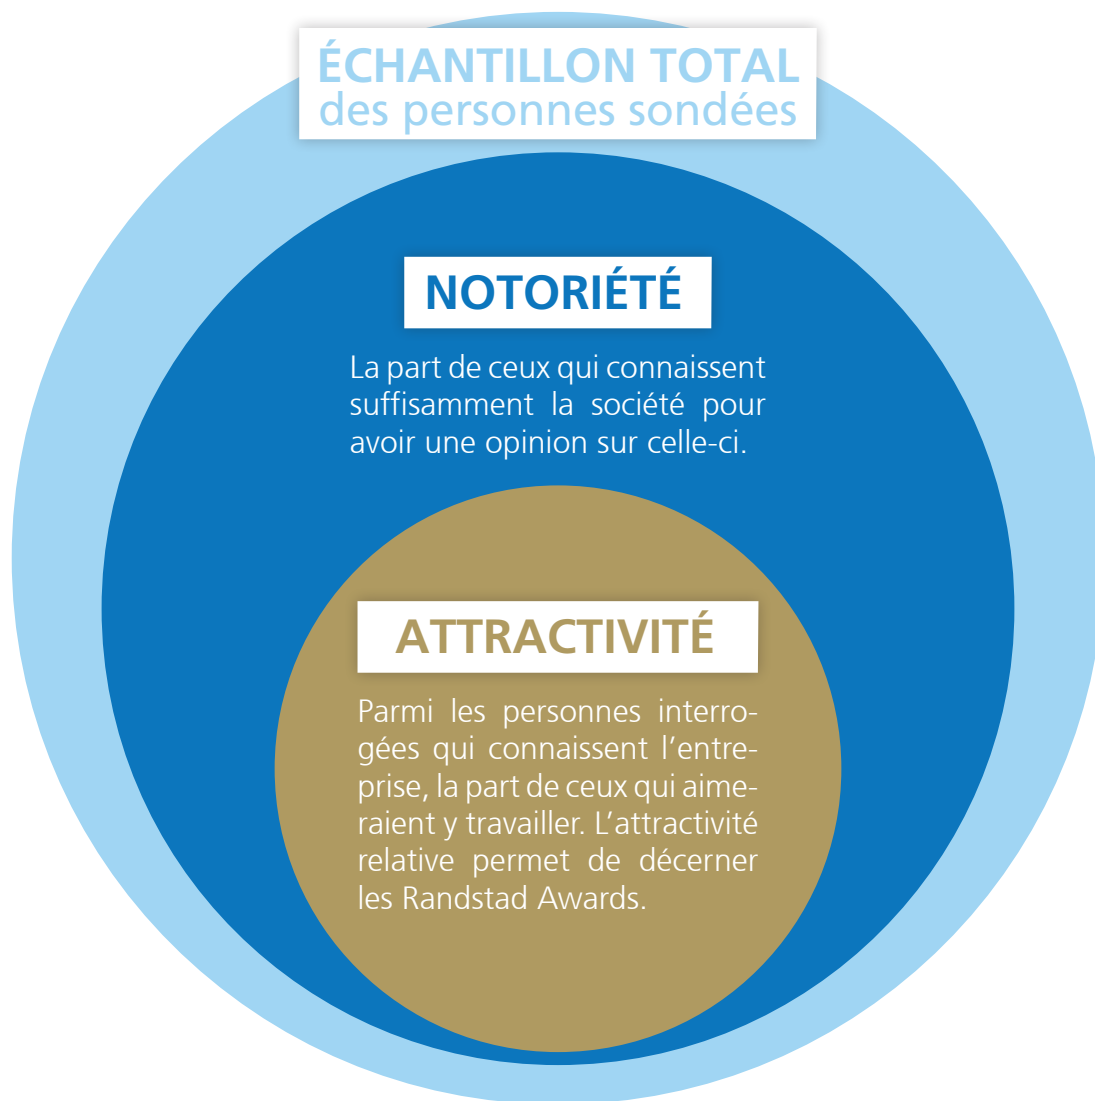 ÉCHANTILLON TOTAL
des personnes sondées
NOTORIÉTÉ
La part de ceux qui connaissent
suffisamment la société pour
avoir une opinion sur celle-ci.
ATTRACTIVITÉ
Parmi les personnes interro-
gées qui connaissent l’entre-
prise, la part de ceux qui aime-
raient y travailler. L’attractivité
relative permet de décerner
les Randstad Awards.